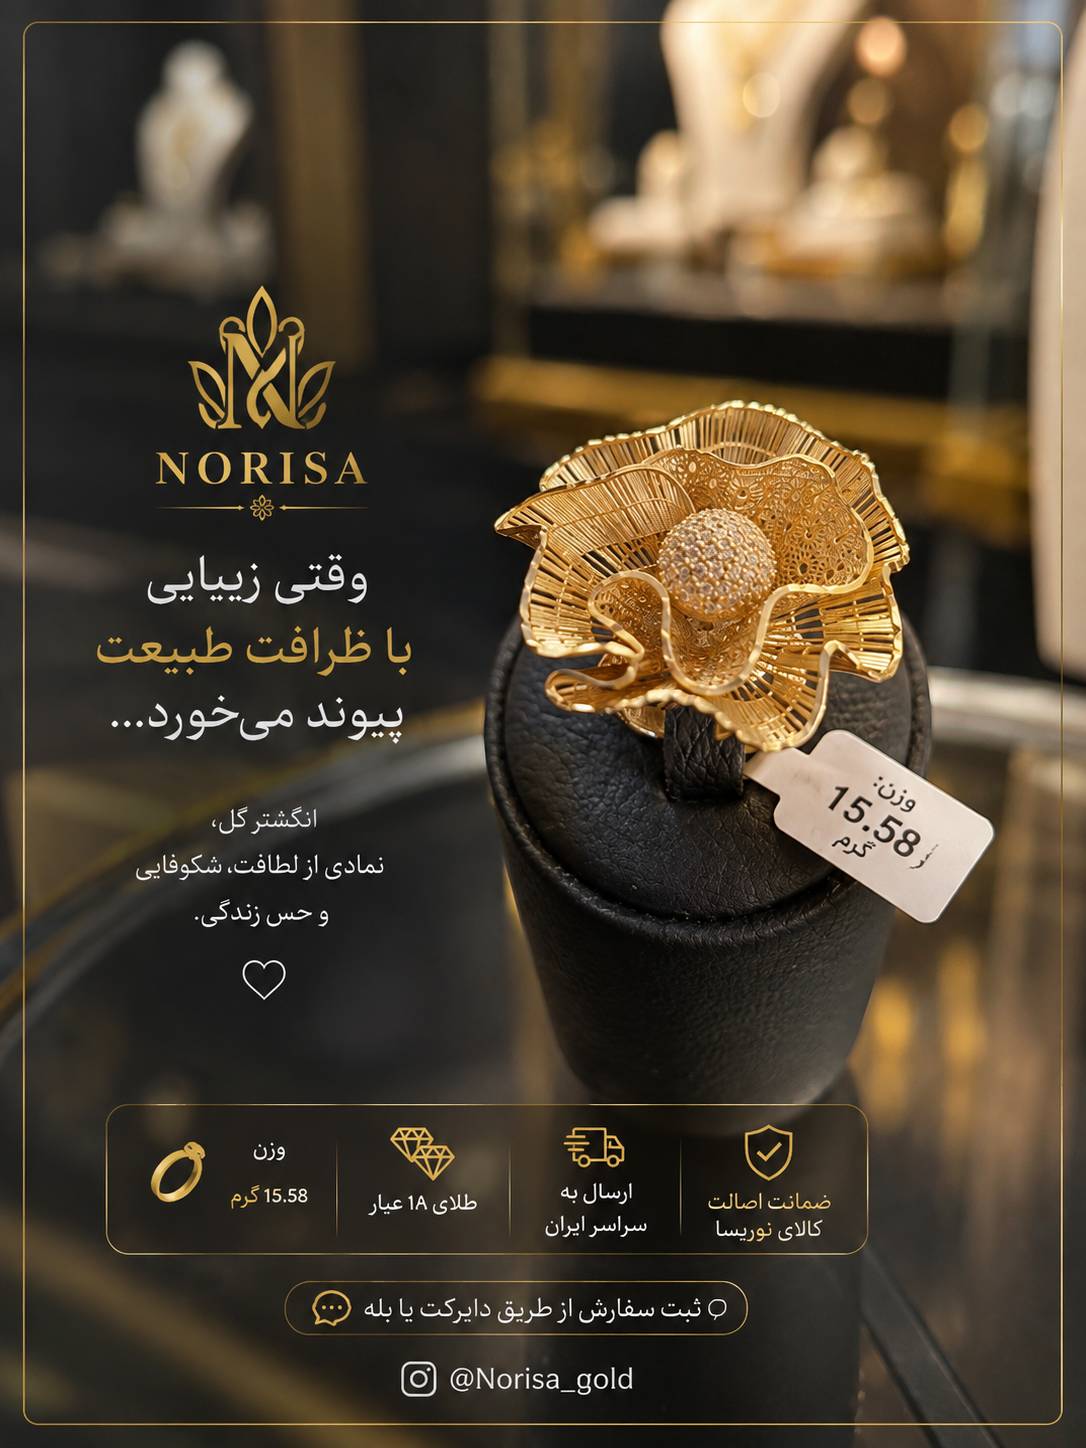 NORISA
وقتی زیبایی
با ظرافت طبیعت
پیوند می‌خورد...
انگشتر گل،
نمادی از لطافت، شکوفایی
و حس زندگی.
وزن:
15.58
گرم
ضمانت اصالت
کالای نوریسا
ارسال به
سراسر ایران
طلای 1A عیار
وزن
15.58 گرم
ثبت سفارش از طریق دایرکت یا بله
@Norisa_gold